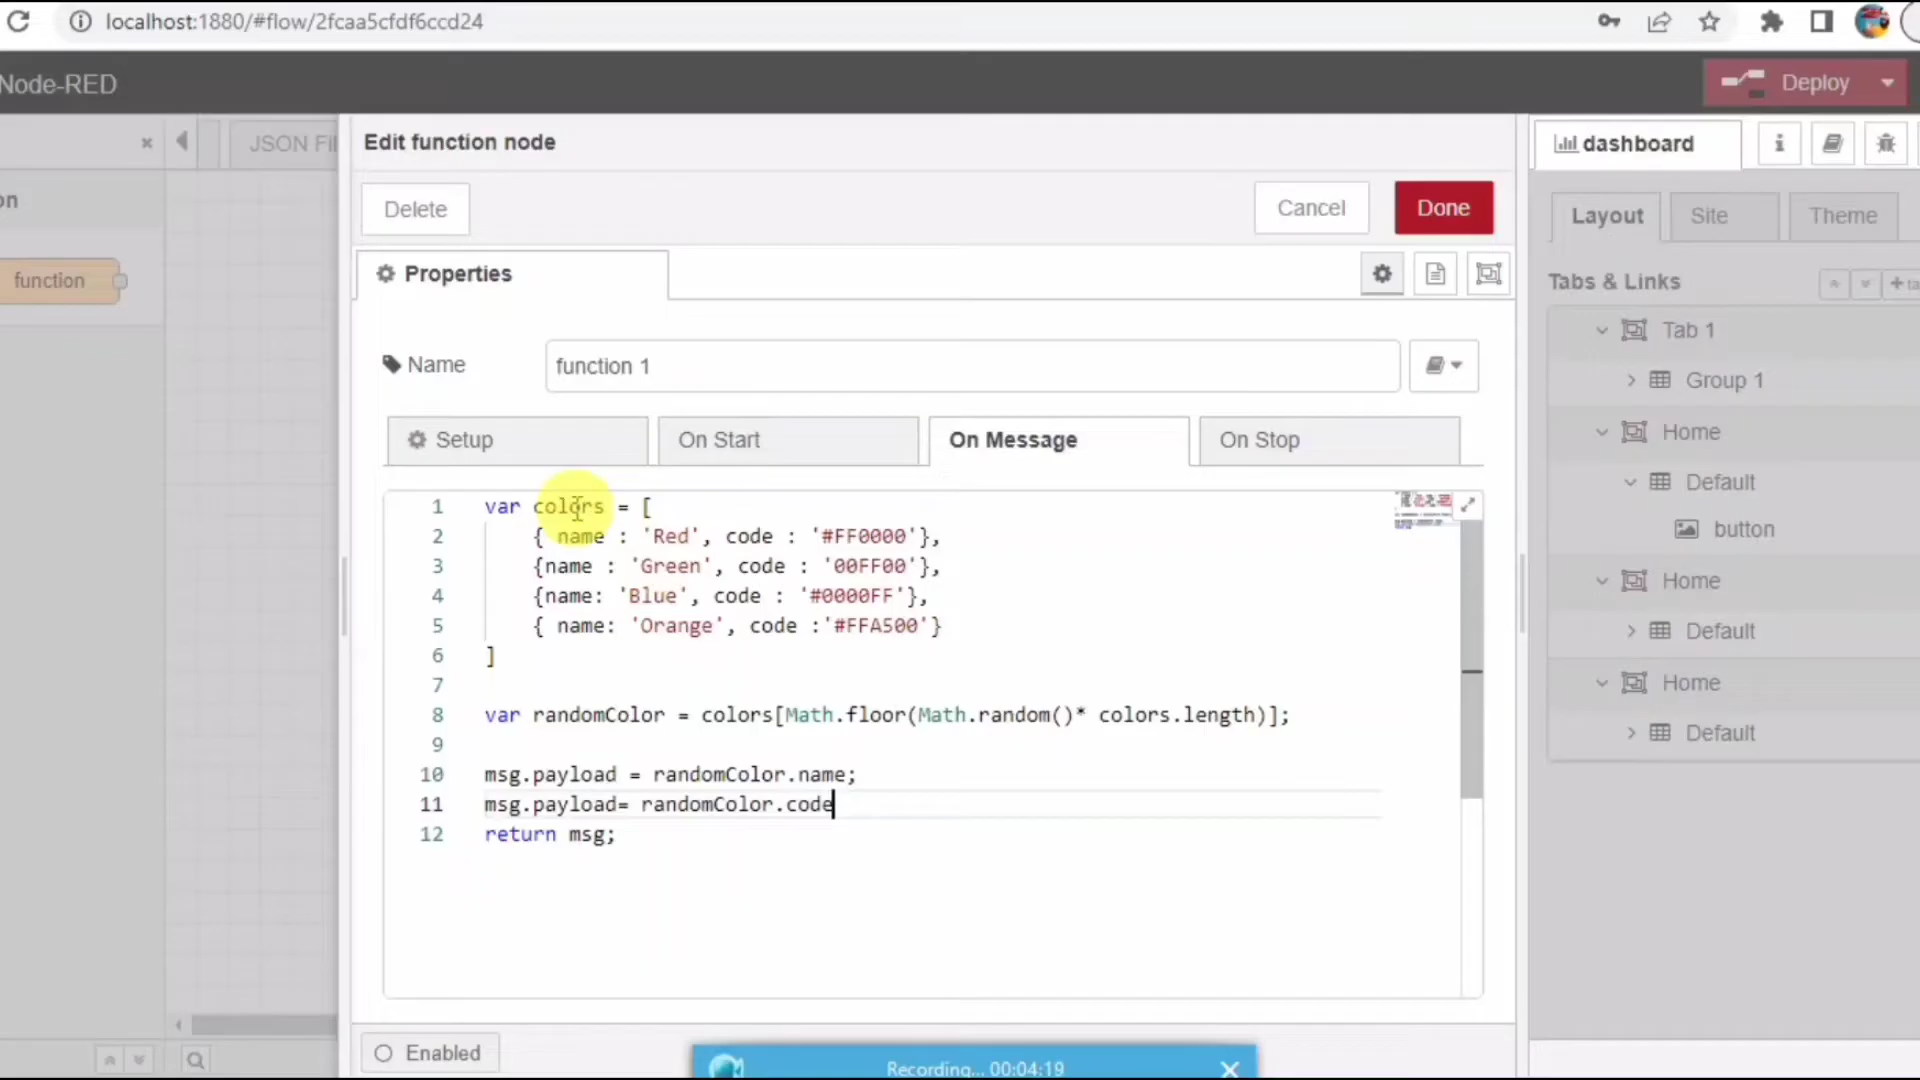 localhost:1880/#flow/2fcaa5cfdf6ccd24
Node-RED
Deploy
JSON Fi
Edit function node
dashboard
on
Delete
Cancel
Done
Layout
Site
Theme
function
Properties
Tabs & Links
+ta
Tab 1
Name
function 1
Group 1
Setup
On Start
On Message
On Stop
Home
Default
button
Home
Default
Home
Default
1 var colors = [
2 { name : 'Red', code : '#FF0000'},
3 {name : 'Green', code : '00FF00'},
4 {name: 'Blue', code : '#0000FF'},
5 { name: 'Orange', code :'#FFA500'}
6 ]
7
8 var randomColor = colors[Math.floor(Math.random()* colors.length)];
9
10 msg.payload = randomColor.name;
11 msg.payload= randomColor.code
12 return msg;
Enabled
Recording... 00:04:19